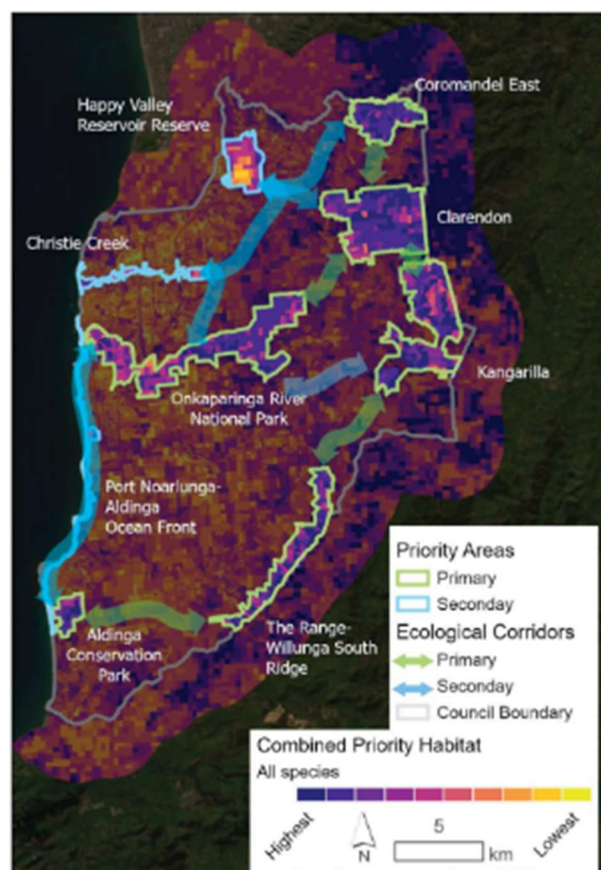 Coromandel East
Happy Valley
Reservoir Reserve
Clarendon
Christie Creek
Kangarilla
Onkaparinga River
National Park
Port Noarlunga-
Aldinga
Ocean Front
Aldinga
Conservation
Park
The Range-
Willunga South
Ridge
Priority Areas
Primary
Seconday
Ecological Corridors
Primary
Seconday
Council Boundary
Combined Priority Habitat
All species
Highest
Lowest
N
5
km